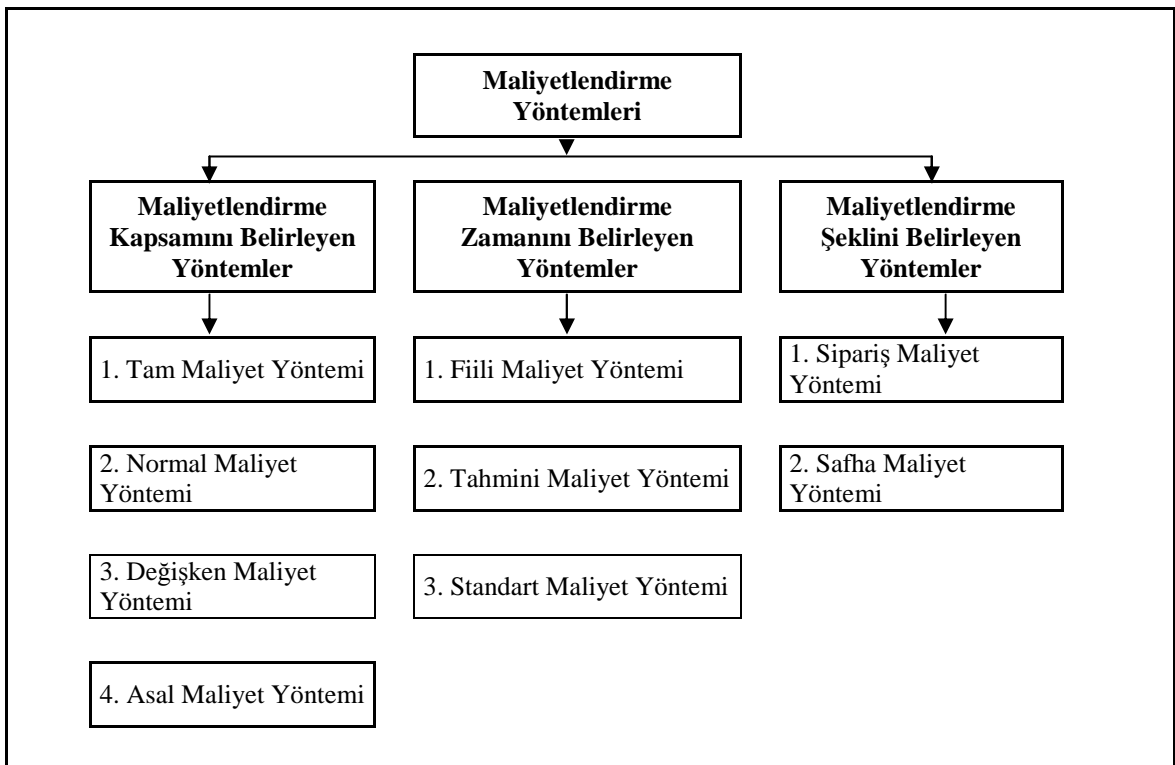 Maliyetlendirme
Yöntemleri
Maliyetlendirme
Kapsamını Belirleyen
Yöntemler
Maliyetlendirme
Zamanını Belirleyen
Yöntemler
Maliyetlendirme
Şeklini Belirleyen
Yöntemler
1. Tam Maliyet Yöntemi
2. Normal Maliyet
Yöntemi
3. Değişken Maliyet
Yöntemi
4. Asal Maliyet Yöntemi
1. Fiili Maliyet Yöntemi
2. Tahmini Maliyet Yöntemi
3. Standart Maliyet Yöntemi
1. Sipariş Maliyet
Yöntemi
2. Safha Maliyet
Yöntemi